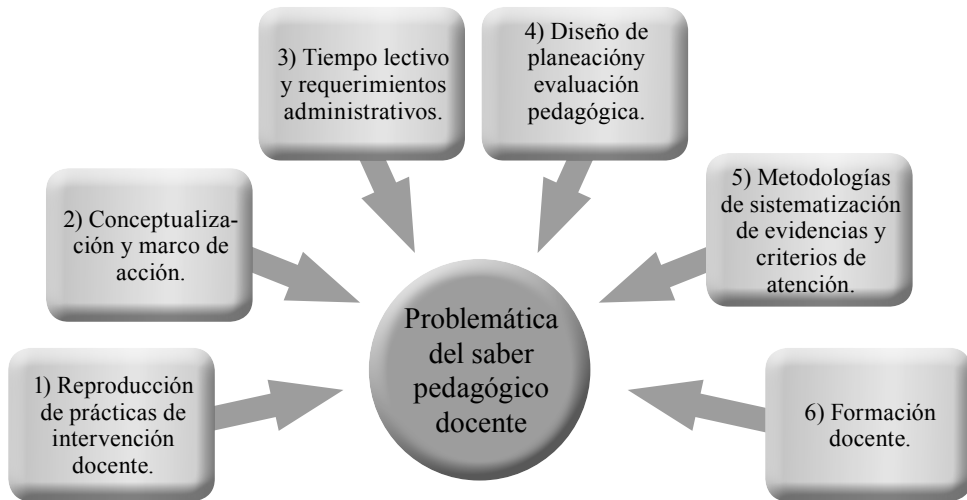 1) Reproducción
de prácticas de
intervención
docente.
2) Conceptualiza-
ción y marco de
acción.
3) Tiempo lectivo
y requerimientos
administrativos.
4) Diseño de
planeacióny
evaluación
pedagógica.
5) Metodologías
de sistematización
de evidencias y
criterios de
atención.
6) Formación
docente.
Problemática
del saber
pedagógico
docente